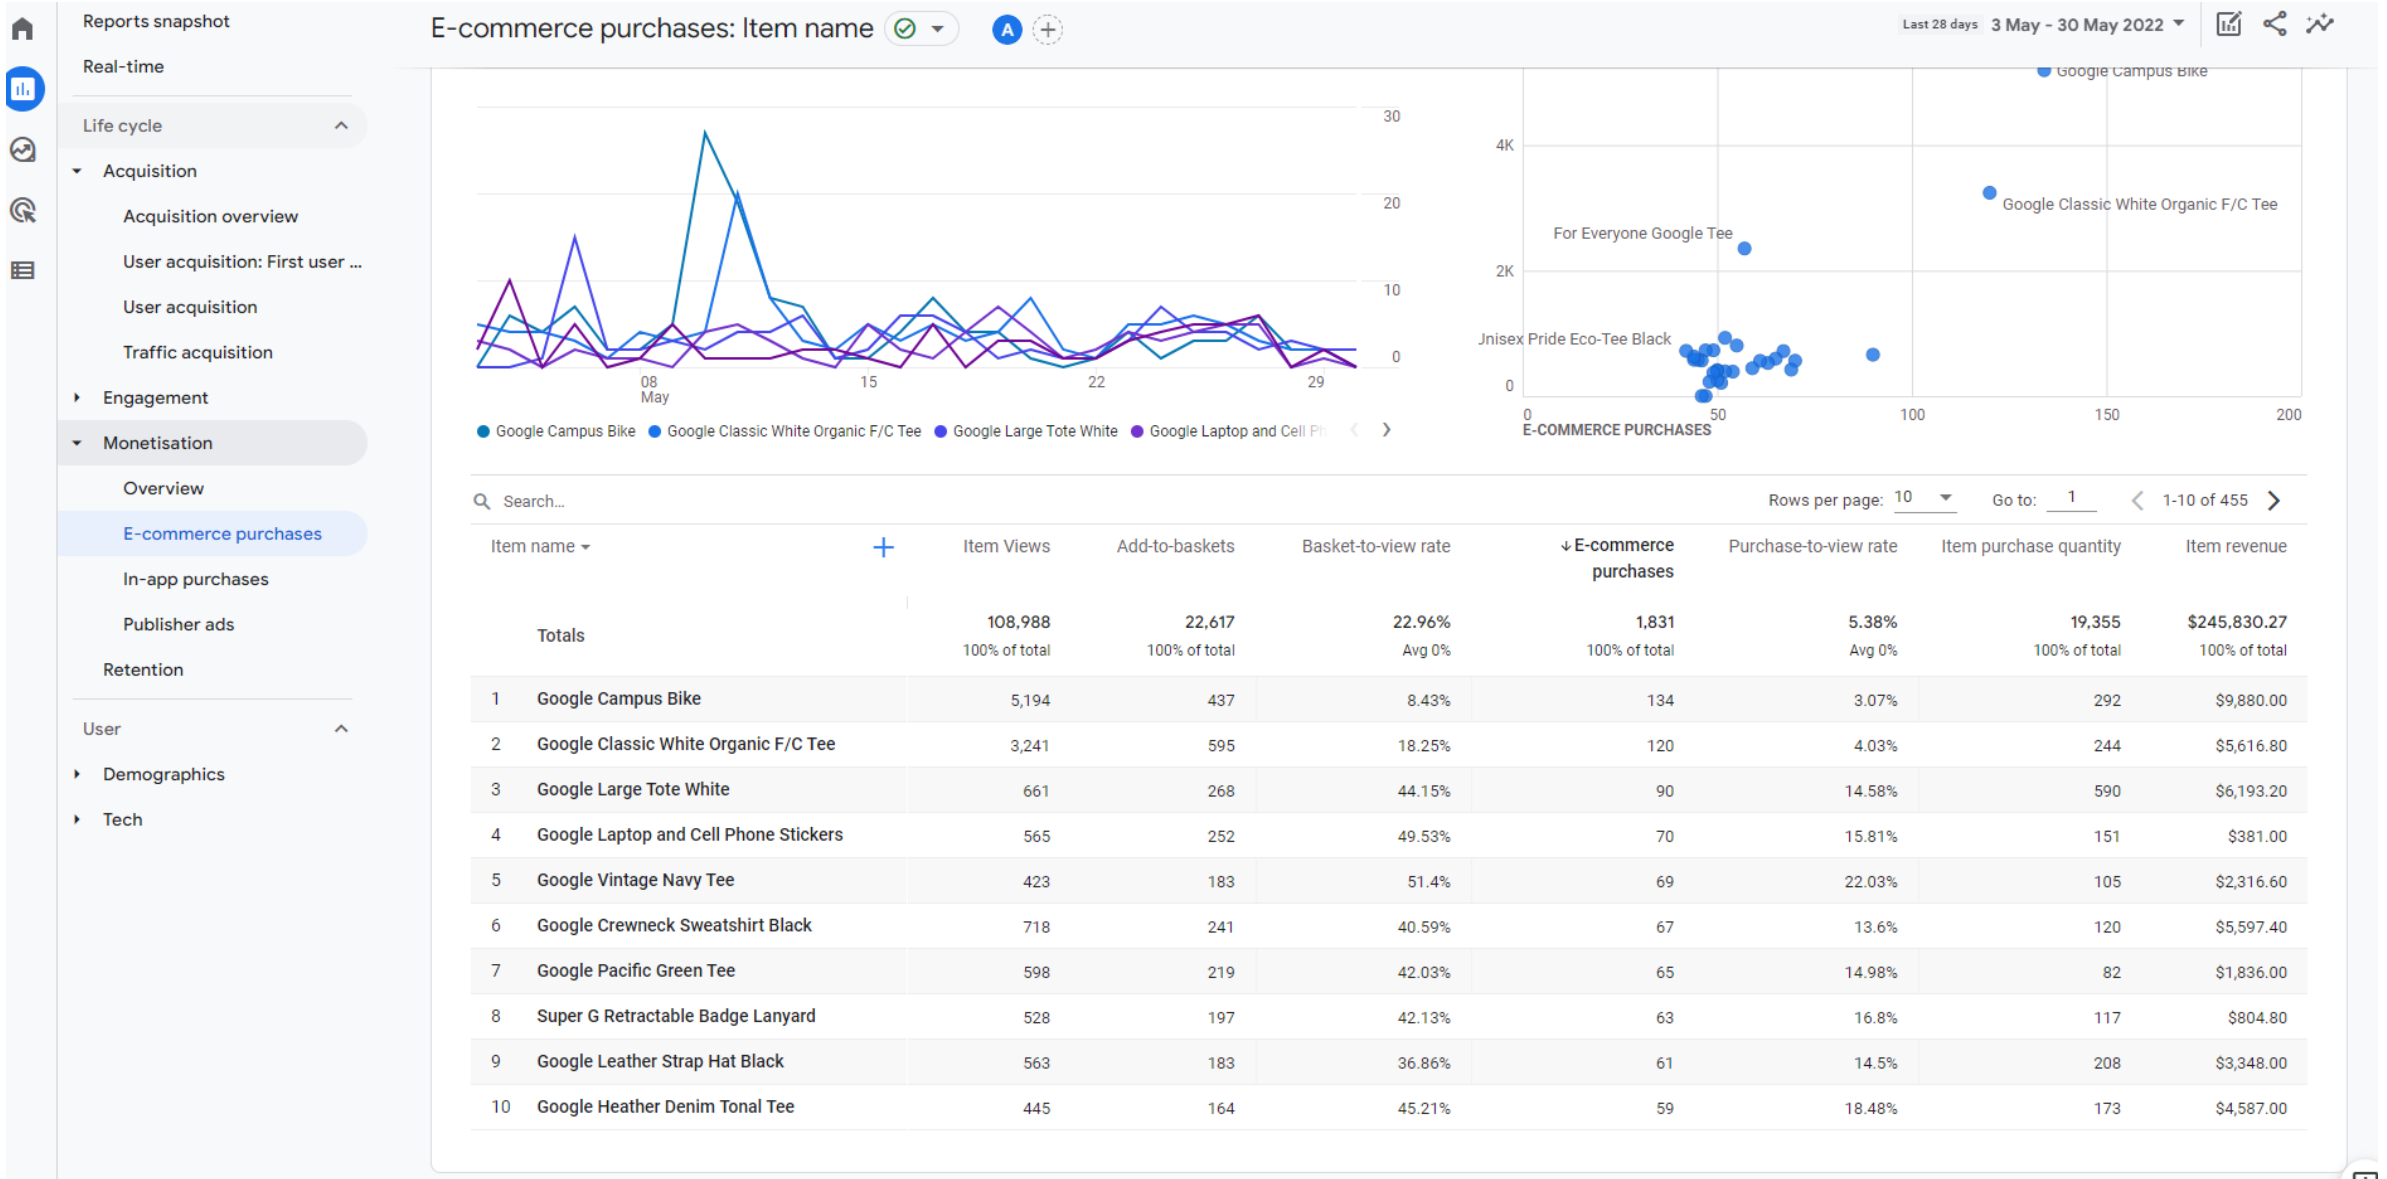 Reports snapshot
Real-time
Life cycle
Acquisition
Acquisition overview
User acquisition: First user ...
User acquisition
Traffic acquisition
Engagement
Monetisation
Overview
E-commerce purchases
In-app purchases
Publisher ads
Retention
User
Demographics
Tech
E-commerce purchases: Item name
A
Last 28 days 3 May - 30 May 2022
30
20
10
0
08
May
15
22
29
Google Campus Bike Google Classic White Organic F/C Tee Google Large Tote White Google Laptop and Cell Ph
Google Campus Bike
4K
Google Classic White Organic F/C Tee
For Everyone Google Tee
2K
Jnisex Pride Eco-Tee Black
0
0 50 100 150 200
E-COMMERCE PURCHASES
Search...
Rows per page: 10 Go to: 1 1-10 of 455
Item name Item Views Add-to-baskets Basket-to-view rate E-commerce purchases Purchase-to-view rate Item purchase quantity Item revenue
Totals 108,988 22,617 22.96% 1,831 5.38% 19,355 $245,830.27
100% of total 100% of total Avg 0% 100% of total Avg 0% 100% of total 100% of total
1 Google Campus Bike 5,194 437 8.43% 134 3.07% 292 $9,880.00
2 Google Classic White Organic F/C Tee 3,241 595 18.25% 120 4.03% 244 $5,616.80
3 Google Large Tote White 661 268 44.15% 90 14.58% 590 $6,193.20
4 Google Laptop and Cell Phone Stickers 565 252 49.53% 70 15.81% 151 $381.00
5 Google Vintage Navy Tee 423 183 51.4% 69 22.03% 105 $2,316.60
6 Google Crewneck Sweatshirt Black 718 241 40.59% 67 13.6% 120 $5,597.40
7 Google Pacific Green Tee 598 219 42.03% 65 14.98% 82 $1,836.00
8 Super G Retractable Badge Lanyard 528 197 42.13% 63 16.8% 117 $804.80
9 Google Leather Strap Hat Black 563 183 36.86% 61 14.5% 208 $3,348.00
10 Google Heather Denim Tonal Tee 445 164 45.21% 59 18.48% 173 $4,587.00